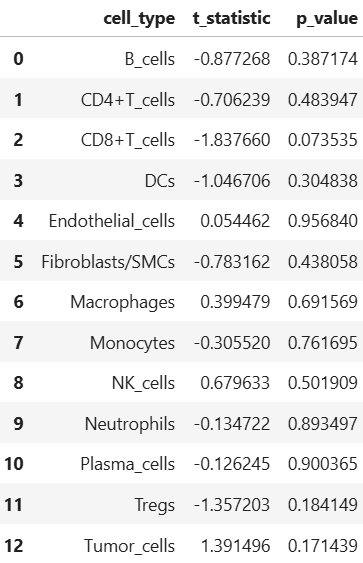 cell_type t_statistic p_value
0 B_cells -0.877268 0.387174
1 CD4+T_cells -0.706239 0.483947
2 CD8+T_cells -1.837660 0.073535
3 DCs -1.046706 0.304838
4 Endothelial_cells 0.054462 0.956840
5 Fibroblasts/SMCs -0.783162 0.438058
6 Macrophages 0.399479 0.691569
7 Monocytes -0.305520 0.761695
8 NK_cells 0.679633 0.501909
9 Neutrophils -0.134722 0.893497
10 Plasma_cells -0.126245 0.900365
11 Tregs -1.357203 0.184149
12 Tumor_cells 1.391496 0.171439